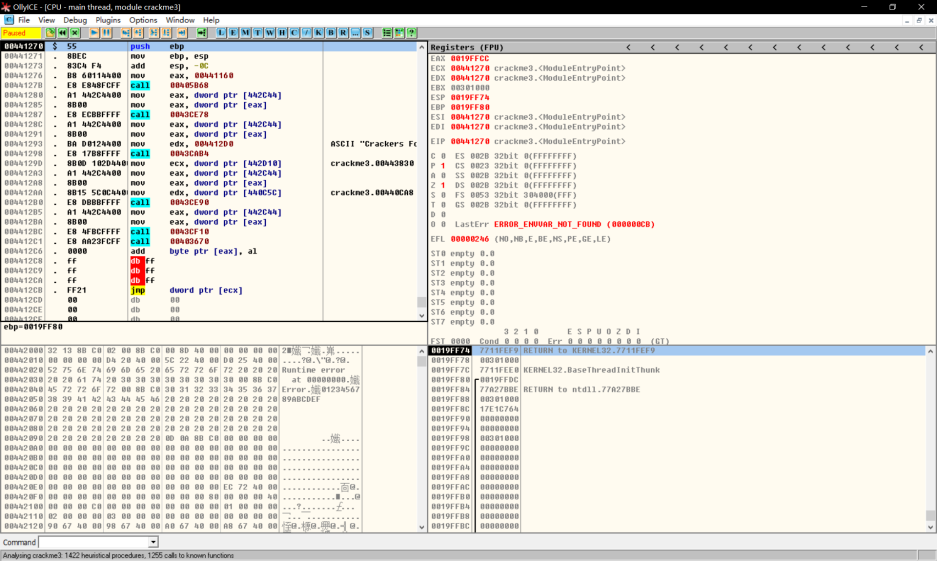 OllyICE - [CPU - main thread, module crackme3]
File View Debug Plugins Options Window Help
Paused L E M T W H C / K B R ... S
00441270 $ 55 push ebp
00441271 . 8BEC mov ebp, esp
00441273 . 83C4 F4 add esp, -0C
00441276 . B8 60114400 mov eax, 00441160
0044127B . E8 E848FCFF call 00405B68
00441280 . A1 442C4400 mov eax, dword ptr [442C44]
00441285 . 8B00 mov eax, dword ptr [eax]
00441287 . E8 ECBBFFFF call 0043CE78
0044128C . A1 442C4400 mov eax, dword ptr [442C44]
00441291 . 8B00 mov eax, dword ptr [eax]
00441293 . BA D0124400 mov edx, 004412D0 ASCII "Crackers Fo
00441298 . E8 17B8FFFF call 0043CAB4
0044129D . 8B0D 102D440 mov ecx, dword ptr [442D10] crackme3.00443830
004412A3 . A1 442C4400 mov eax, dword ptr [442C44]
004412A8 . 8B00 mov eax, dword ptr [eax]
004412AA . 8B15 5C0C440 mov edx, dword ptr [440C5C] crackme3.00440CA8
004412B0 . E8 DBBBFFFF call 0043CE90
004412B5 . A1 442C4400 mov eax, dword ptr [442C44]
004412BA . 8B00 mov eax, dword ptr [eax]
004412BC . E8 4FBCFFFF call 0043CF10
004412C1 . E8 AA23FCFF call 00403670
004412C6 . 0000 add byte ptr [eax], al
004412C8 . FF db FF
004412C9 . FF db FF
004412CA . FF db FF
004412CB . FF21 jmp dword ptr [ecx]
004412CD 00 db 00
004412CE 00 db 00
004412CF 00 db 00
ebp=0019FF80
Registers (FPU)
EAX 0019FFCC
ECX 00441270 crackme3.<ModuleEntryPoint>
EDX 00441270 crackme3.<ModuleEntryPoint>
EBX 00301000
ESP 0019FF74
EBP 0019FF80
ESI 00441270 crackme3.<ModuleEntryPoint>
EDI 00441270 crackme3.<ModuleEntryPoint>
EIP 00441270 crackme3.<ModuleEntryPoint>
C 0 ES 002B 32bit 0(FFFFFFFF)
P 1 CS 0023 32bit 0(FFFFFFFF)
A 0 SS 002B 32bit 0(FFFFFFFF)
Z 1 DS 002B 32bit 0(FFFFFFFF)
S 0 FS 0053 32bit 304000(FFF)
T 0 GS 002B 32bit 0(FFFFFFFF)
D 0
O 0 LastErr ERROR_ENVVAR_NOT_FOUND (000000CB)
EFL 00000246 (NO,NB,E,BE,NS,PE,GE,LE)
ST0 empty 0.0
ST1 empty 0.0
ST2 empty 0.0
ST3 empty 0.0
ST4 empty 0.0
ST5 empty 0.0
ST6 empty 0.0
ST7 empty 0.0
3 2 1 0 E S P U O Z D I
FST 0000 Cond 0 0 0 0 Err 0 0 0 0 0 0 0 0 (GT)
00442000 32 13 8B C0 02 00 8B C0 00 8D 40 00 00 00 00 00
00442010 00 00 00 00 D4 20 40 00 5C 22 40 00 D0 25 40 00
00442020 52 75 6E 74 69 6D 65 20 65 72 72 6F 72 20 20 20 Runtime error
00442030 20 20 61 74 20 30 30 30 30 30 30 30 30 00 8B C0 at 00000000.
00442040 45 72 72 6F 72 00 8B C0 30 31 32 33 34 35 36 37 Error. 01234567
00442050 38 39 41 42 43 44 45 46 20 20 20 20 20 20 20 20 89ABCDEF
00442060 20 20 20 20 20 20 20 20 20 20 20 20 20 20 20 20
00442070 20 20 20 20 20 20 20 20 20 20 20 20 20 20 20 20
00442080 20 20 20 20 20 20 20 20 20 20 20 20 20 20 20 20
00442090 20 20 20 20 20 20 20 20 0D 0A 8B C0 00 00 00 00
004420A0 00 00 00 00 00 00 00 00 00 00 00 00 00 00 00 00
004420B0 00 00 00 00 00 00 00 00 00 00 00 00 00 00 00 00
004420C0 00 00 00 00 00 00 00 00 00 00 00 00 00 00 00 00
004420D0 00 00 00 00 00 00 00 00 00 00 00 00 00 00 00 00
004420E0 00 00 00 00 00 00 00 00 00 00 00 00 EC 72 40 00
004420F0 00 00 00 00 00 00 00 00 00 00 00 80 00 00 00 40
00442100 00 00 00 00 C0 00 00 00 00 00 00 00 01 00 00 00
00442110 02 00 00 00 03 00 00 00 00 00 00 00 00 00 00 00
00442120 90 67 40 00 98 67 40 00 A0 67 40 00 A8 67 40 00
0019FF74 7711FEF9 RETURN to KERNEL32.7711FEF9
0019FF78 00301000
0019FF7C 7711FEE0 KERNEL32.BaseThreadInitThunk
0019FF80 0019FFDC
0019FF84 77A27BBE RETURN to ntdll.77A27BBE
0019FF88 00301000
0019FF8C 17E1C764
0019FF90 00000000
0019FF94 00000000
0019FF98 00301000
0019FF9C 00000000
0019FFA0 00000000
0019FFA4 00000000
0019FFA8 00000000
0019FFAC 00000000
0019FFB0 00000000
0019FFB4 00000000
0019FFB8 00000000
0019FFBC 00000000
Command
Analysing crackme3: 1422 heuristical procedures, 1255 calls to known functions